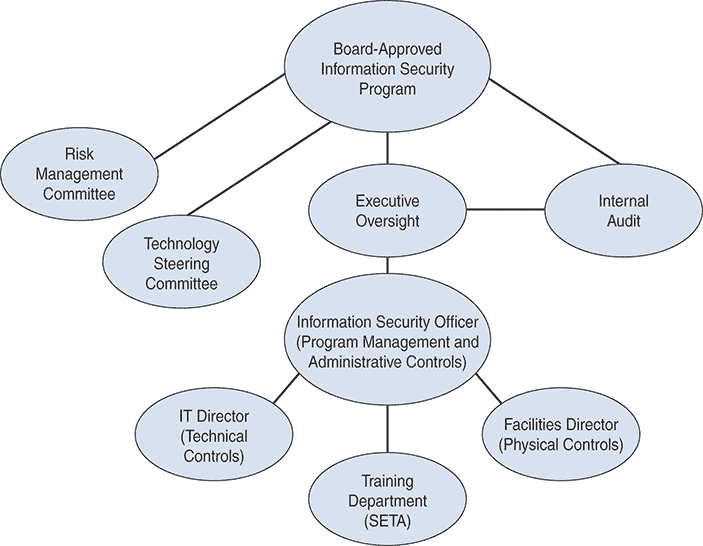 Board-Approved
Information Security
Program
Risk
Management
Committee
Executive
Oversight
Internal
Audit
Technology
Steering
Committee
Information Security Officer
(Program Management and
Administrative Controls)
IT Director
(Technical
Controls)
Facilities Director
(Physical Controls)
Training
Department
(SETA)